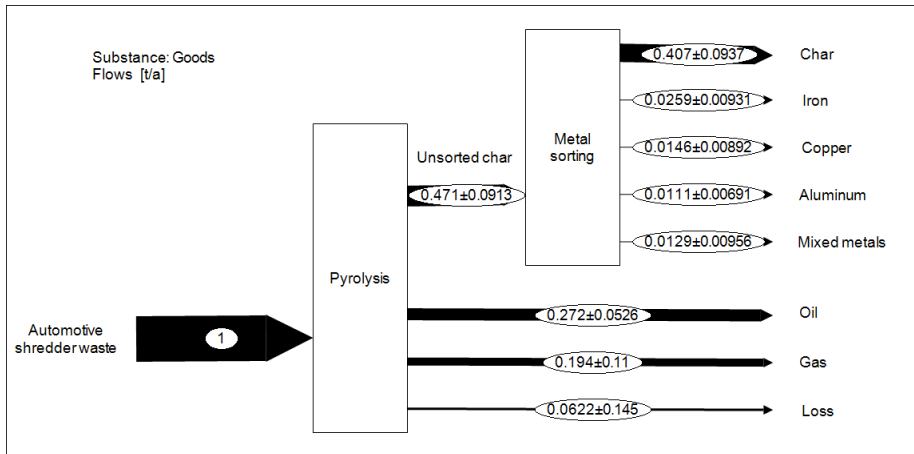 Substance: Goods
Flows [t/a]
0.407±0.0937
Char
0.0259±0.00931
Iron
Metal
sorting
0.0146±0.00892
Copper
Unsorted char
0.471±0.0913
0.0111±0.00691
Aluminum
0.0129±0.00956
Mixed metals
Pyrolysis
0.272±0.0526
Oil
Automotive
shredder waste
1
0.194±0.11
Gas
0.0622±0.145
Loss